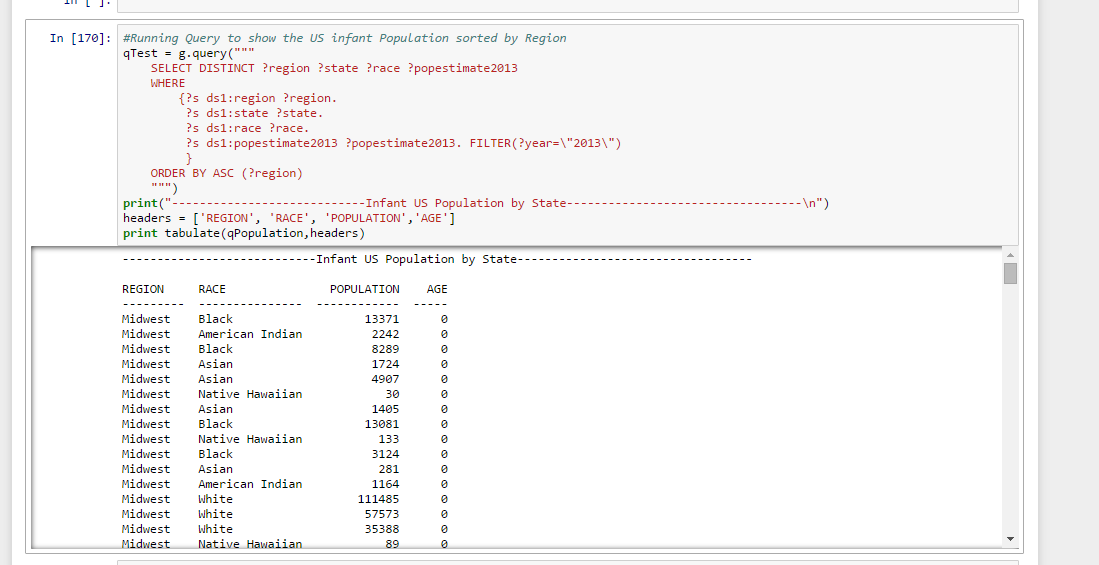 In [ ]:
In [170]: #Running Query to show the US infant Population sorted by Region
qTest = g.query("""
    SELECT DISTINCT ?region ?state ?race ?popestimate2013
    WHERE
        {?s ds1:region ?region.
         ?s ds1:state ?state.
         ?s ds1:race ?race.
         ?s ds1:popestimate2013 ?popestimate2013. FILTER(?year=\"2013\")
         }
    ORDER BY ASC (?region)
    """)
print("----------------------------Infant US Population by State----------------------------------\n")
headers = ['REGION', 'RACE', 'POPULATION','AGE']
print tabulate(qPopulation,headers)
----------------------------Infant US Population by State----------------------------------
REGION     RACE               POPULATION    AGE
---------  ---------------  ------------  -----
Midwest    Black                   13371      0
Midwest    American Indian          2242      0
Midwest    Black                    8289      0
Midwest    Asian                    1724      0
Midwest    Asian                    4907      0
Midwest    Native Hawaiian            30      0
Midwest    Asian                    1405      0
Midwest    Black                   13081      0
Midwest    Native Hawaiian           133      0
Midwest    Black                    3124      0
Midwest    Asian                     281      0
Midwest    American Indian          1164      0
Midwest    White                  111485      0
Midwest    White                   57573      0
Midwest    White                   35388      0
Midwest    Native Hawaiian            89      0